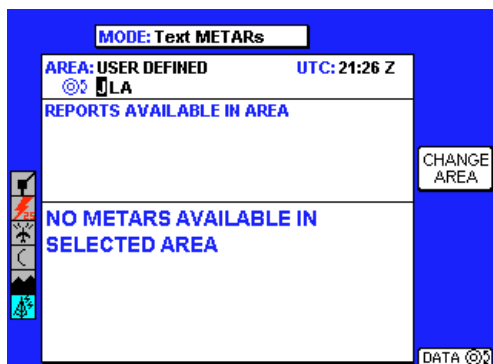 MODE: Text METARs
AREA: USER DEFINED UTC: 21:26 Z
JLA
REPORTS AVAILABLE IN AREA
CHANGE
AREA
25
NO METARS AVAILABLE IN
SELECTED AREA
DATA